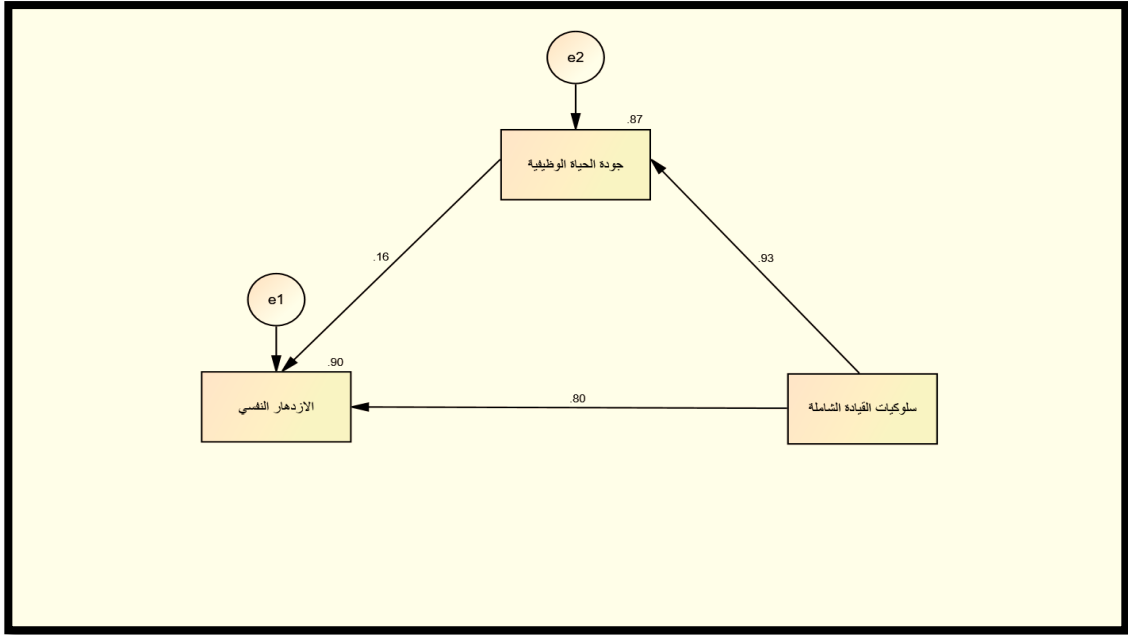 e2
.87
جودة الحياة الوظيفية
.16
.93
e1
.90
الازدهار النفسي
.80
سلوكيات القيادة الشاملة